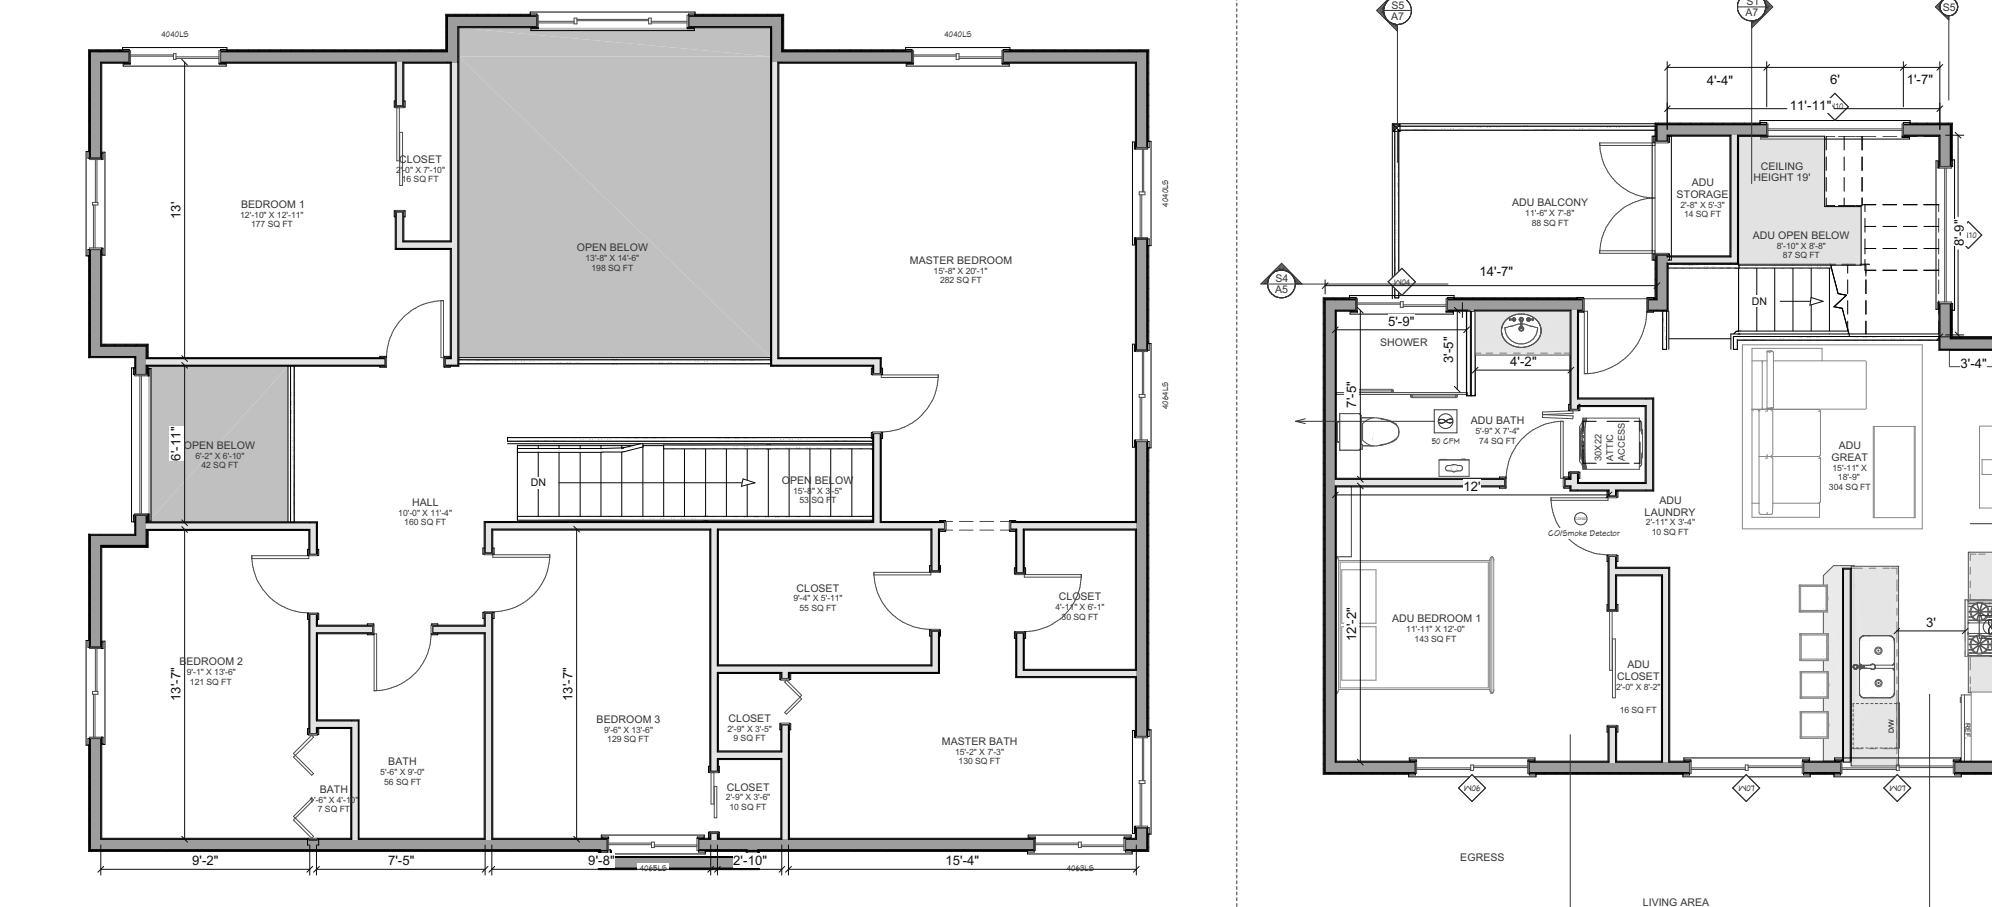 4040LS
4040LS
BEDROOM 1
12'-10" X 12'-11"
177 SQ FT
13'
CLOSET
2'-0" X 7'-10"
16 SQ FT
OPEN BELOW
13'-8" X 14'-6"
198 SQ FT
MASTER BEDROOM
15'-8" X 20'-1"
282 SQ FT
4040LS
4064LS
OPEN BELOW
6'-2" X 6'-10"
42 SQ FT
6'-11"
HALL
10'-0" X 11'-4"
160 SQ FT
DN
OPEN BELOW
15'-8" X 3'-5"
53 SQ FT
CLOSET
9'-4" X 5'-11"
55 SQ FT
CLOSET
4'-11" X 6'-1"
30 SQ FT
BEDROOM 2
9'-1" X 13'-6"
121 SQ FT
13'-7"
BATH
5'-6" X 9'-0"
56 SQ FT
BATH
7 SQ FT
13'-7"
BEDROOM 3
9'-6" X 13'-6"
129 SQ FT
CLOSET
2'-9" X 3'-5"
9 SQ FT
CLOSET
2'-9" X 3'-6"
10 SQ FT
MASTER BATH
15'-2" X 7'-3"
130 SQ FT
9'-2"
7'-5"
9'-8"
2'-10"
15'-4"
4065LS
S5
A7
S1
A7
S5
4'-4"
6'
1'-7"
11'-11"
ADU BALCONY
11'-6" X 7'-8"
88 SQ FT
ADU
STORAGE
2'-8" X 5'-3"
14 SQ FT
CEILING
HEIGHT 19'
ADU OPEN BELOW
8'-10" X 8'-8"
87 SQ FT
8'-9"
S4
A5
14'-7"
DN
5'-9"
SHOWER
3'-5"
4'-2"
3'-4"
7'-5"
ADU BATH
5'-9" X 7'-4"
74 SQ FT
50 CFM
30X22
ATTIC
ACCESS
ADU
GREAT
15'-11" X
18'-9"
304 SQ FT
12'
ADU
LAUNDRY
2'-11" X 3'-4"
10 SQ FT
CO/Smoke Detector
12'-2"
ADU BEDROOM 1
11'-11" X 12'-0"
143 SQ FT
ADU
CLOSET
2'-0" X 8'-2"
16 SQ FT
3'
DW
REF
W06
W07
W07
EGRESS
LIVING AREA